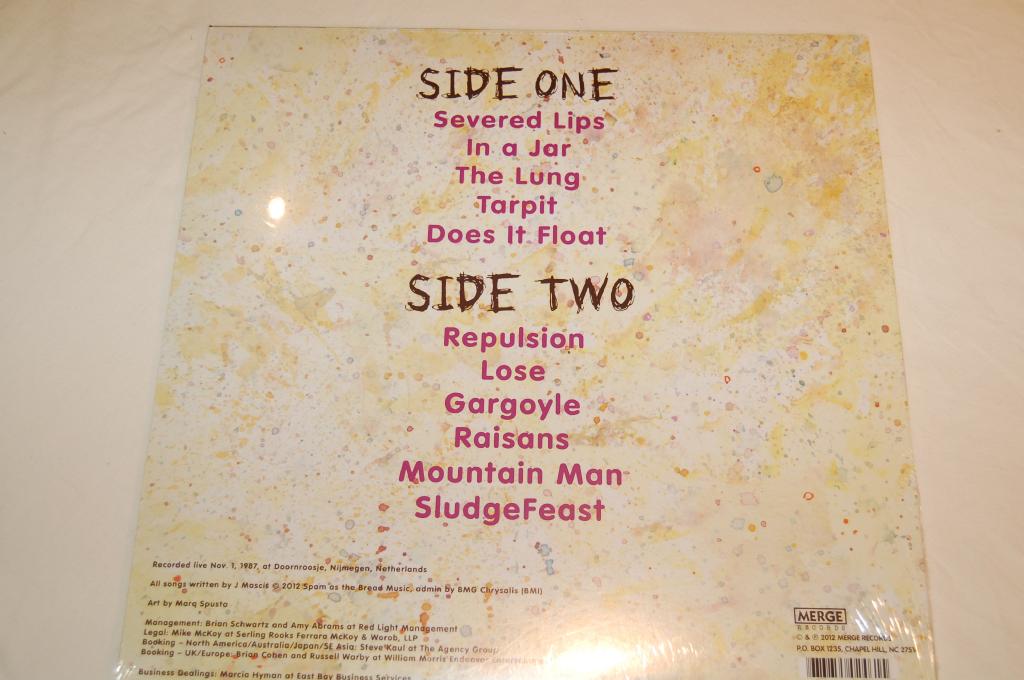 SIDE ONE
Severed Lips
In a Jar
The Lung
Tarpit
Does It Float
SIDE TWO
Repulsion
Lose
Gargoyle
Raisans
Mountain Man
SludgeFeast
Recorded live Nov. 1, 1987, at Doornroosje, Nijmegen, Netherlands
All songs written by J Mascis © 2012 Spam as the Bread Music, admin by BMG Chrysalis (BMI)
Art by Marq Spusta
Management: Brian Schwartz and Amy Abrams at Red Light Management
Legal: Mike McKoy at Serling Rooks Ferrara McKoy & Worob, LLP
Booking – North America/Australia/Japan/SE Asia: Steve Kaul at The Agency Group
Booking – UK/Europe: Brian Cohen and Russell Warby at William Morris Endeavor
Business Dealings: Marcia Hyman at East Bay Business Services
MERGE
RECORDS
© & ℗ 2012 MERGE RECORDS
P.O. BOX 1235, CHAPEL HILL, NC